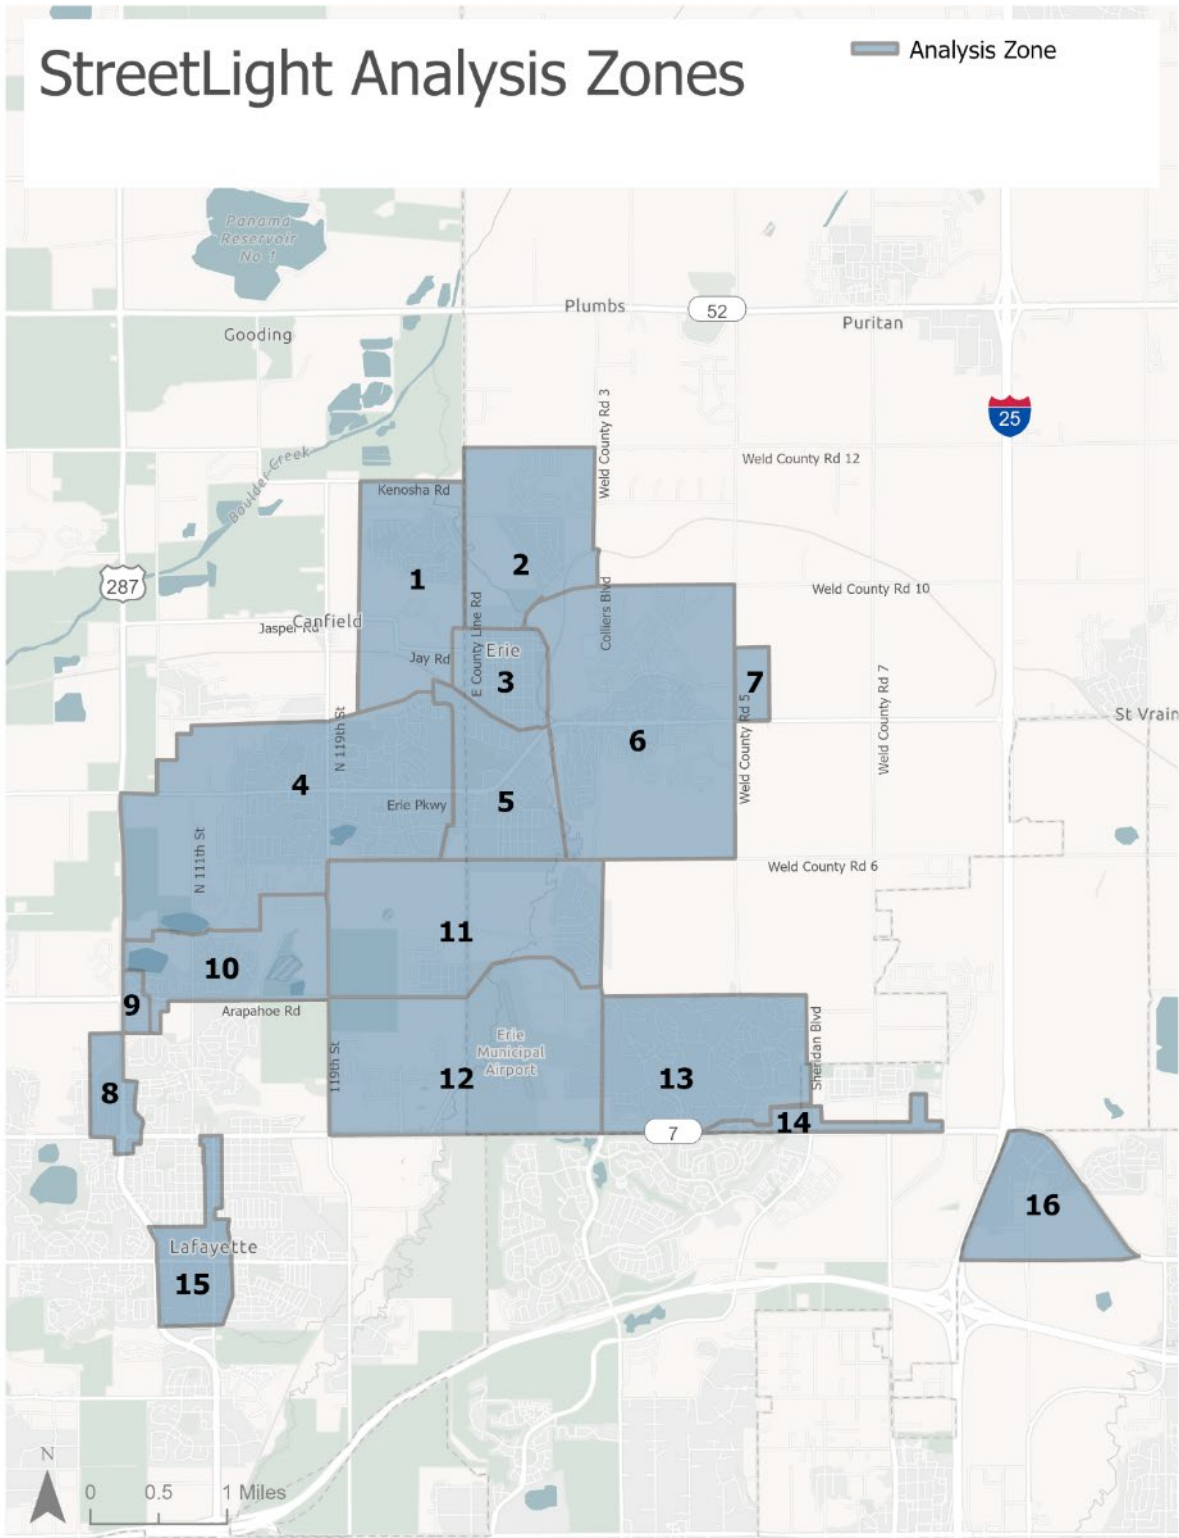 StreetLight Analysis Zones
Analysis Zone
Panama
Reservoir
No 1
Plumbs
52
Puritan
Gooding
25
Weld County Rd 3
Weld County Rd 12
Boulder Creek
Kenosha Rd
287
1
2
Weld County Rd 10
Jasper Rd
Canfield
E County Line Rd
Colliers Blvd
Jay Rd
Erie
3
7
Weld County Rd 5
Weld County Rd 7
St Vrain
N 119th St
6
4
Erie Pkwy
5
N 111th St
Weld County Rd 6
11
10
9
Arapahoe Rd
119th St
Erie
Municipal
Airport
Sheridan Blvd
8
12
13
14
7
16
Lafayette
15
N
0 0.5 1 Miles